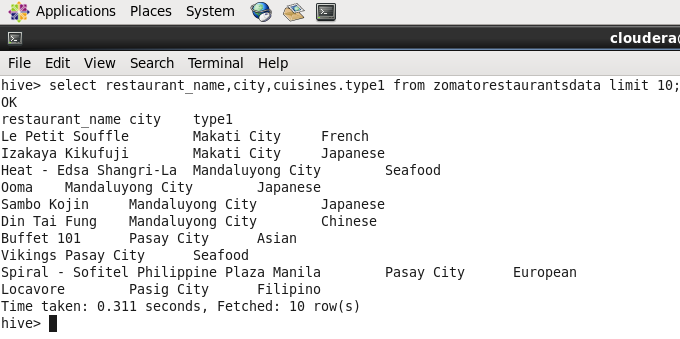 Applications Places System
cloudera@
File Edit View Search Terminal Help
hive> select restaurant_name,city,cuisines.type1 from zomatorestaurantsdata limit 10;
OK
restaurant_name city type1
Le Petit Souffle Makati City French
Izakaya Kikufuji Makati City Japanese
Heat - Edsa Shangri-La Mandaluyong City Seafood
Ooma Mandaluyong City Japanese
Sambo Kojin Mandaluyong City Japanese
Din Tai Fung Mandaluyong City Chinese
Buffet 101 Pasay City Asian
Vikings Pasay City Seafood
Spiral - Sofitel Philippine Plaza Manila Pasay City European
Locavore Pasig City Filipino
Time taken: 0.311 seconds, Fetched: 10 row(s)
hive>